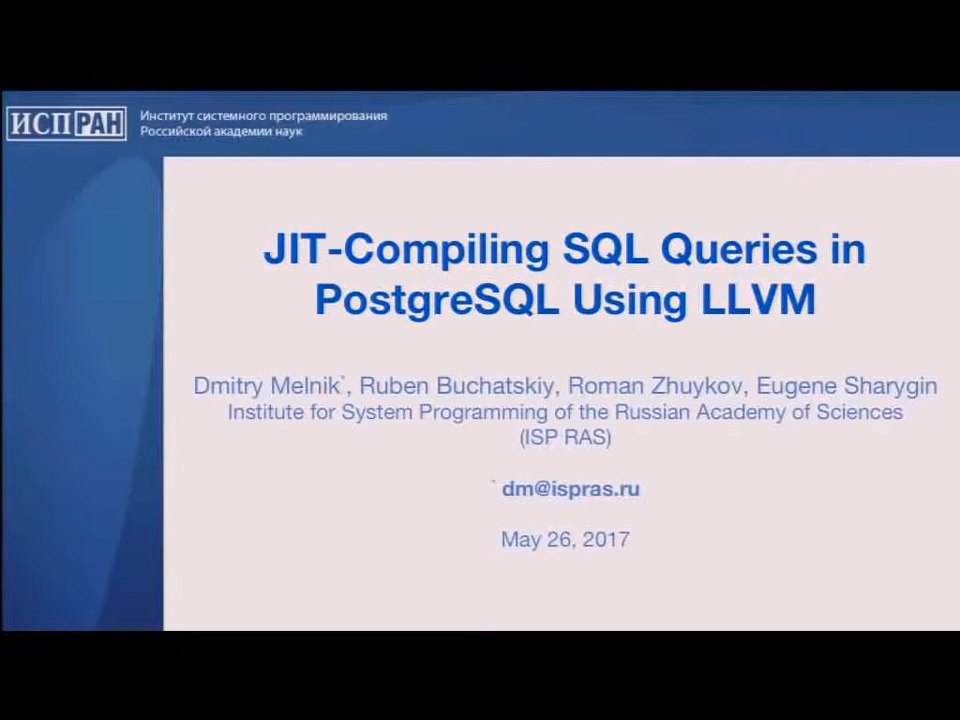 ИСП РАН
Институт системного программирования
Российской академии наук
JIT-Compiling SQL Queries in
PostgreSQL Using LLVM
Dmitry Melnik*, Ruben Buchatskiy, Roman Zhuykov, Eugene Sharygin
Institute for System Programming of the Russian Academy of Sciences
(ISP RAS)
* dm@ispras.ru
May 26, 2017